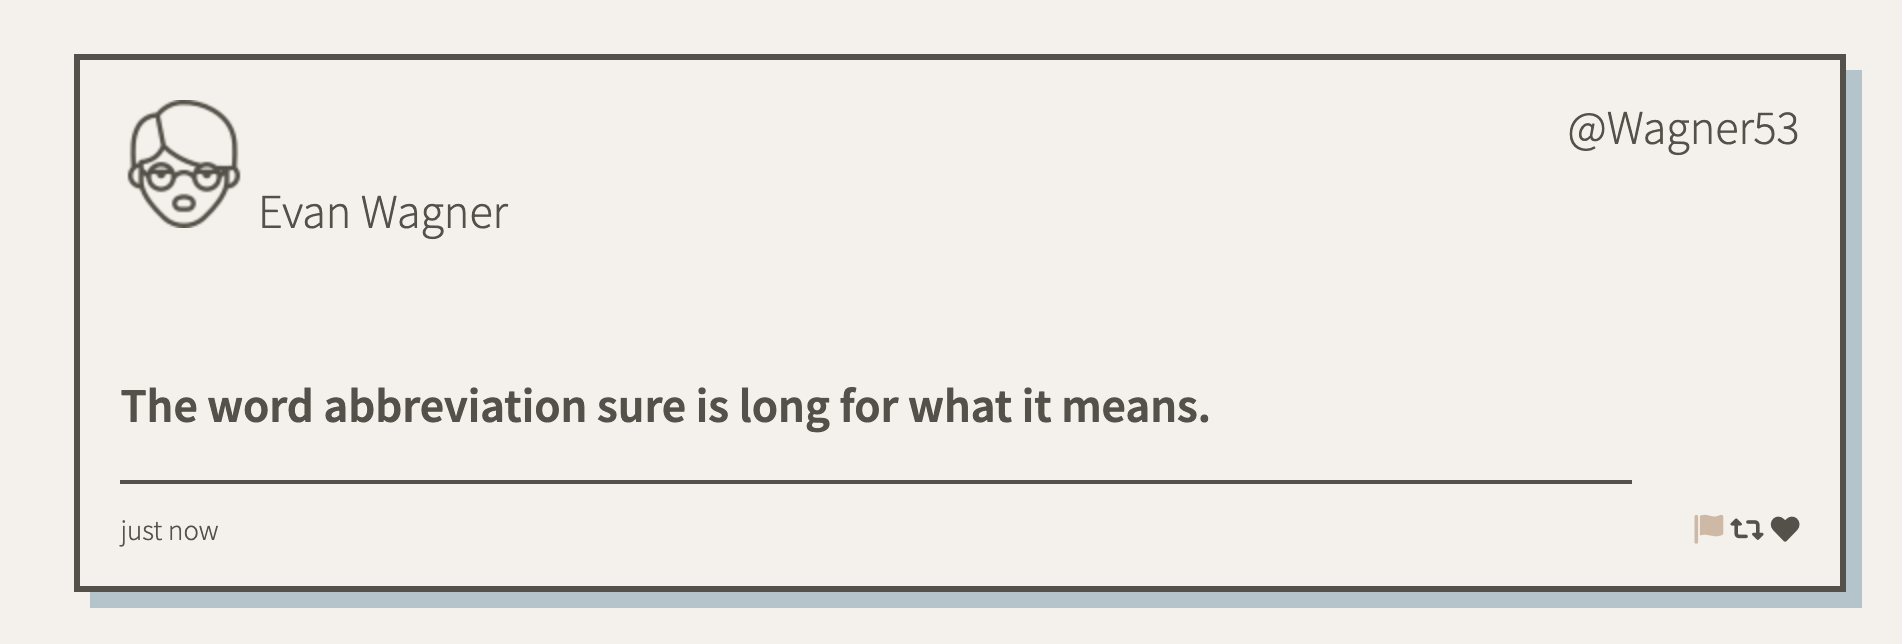 @Wagner53
Evan Wagner
The word abbreviation sure is long for what it means.
just now